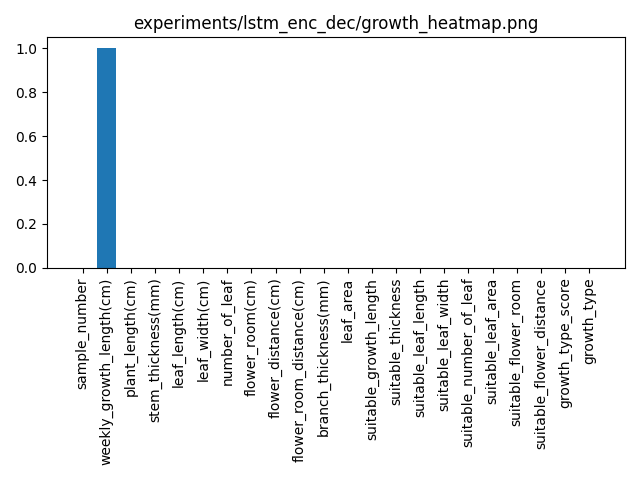 experiments/lstm_enc_dec/growth_heatmap.png
1.0
0.8
0.6
0.4
0.2
0.0
sample_number
weekly_growth_length(cm)
plant_length(cm)
stem_thickness(mm)
leaf_length(cm)
leaf_width(cm)
number_of_leaf
flower_room(cm)
flower_distance(cm)
flower_room_distance(cm)
branch_thickness(mm)
leaf_area
suitable_growth_length
suitable_thickness
suitable_leaf_length
suitable_leaf_width
suitable_number_of_leaf
suitable_leaf_area
suitable_flower_room
suitable_flower_distance
growth_type_score
growth_type